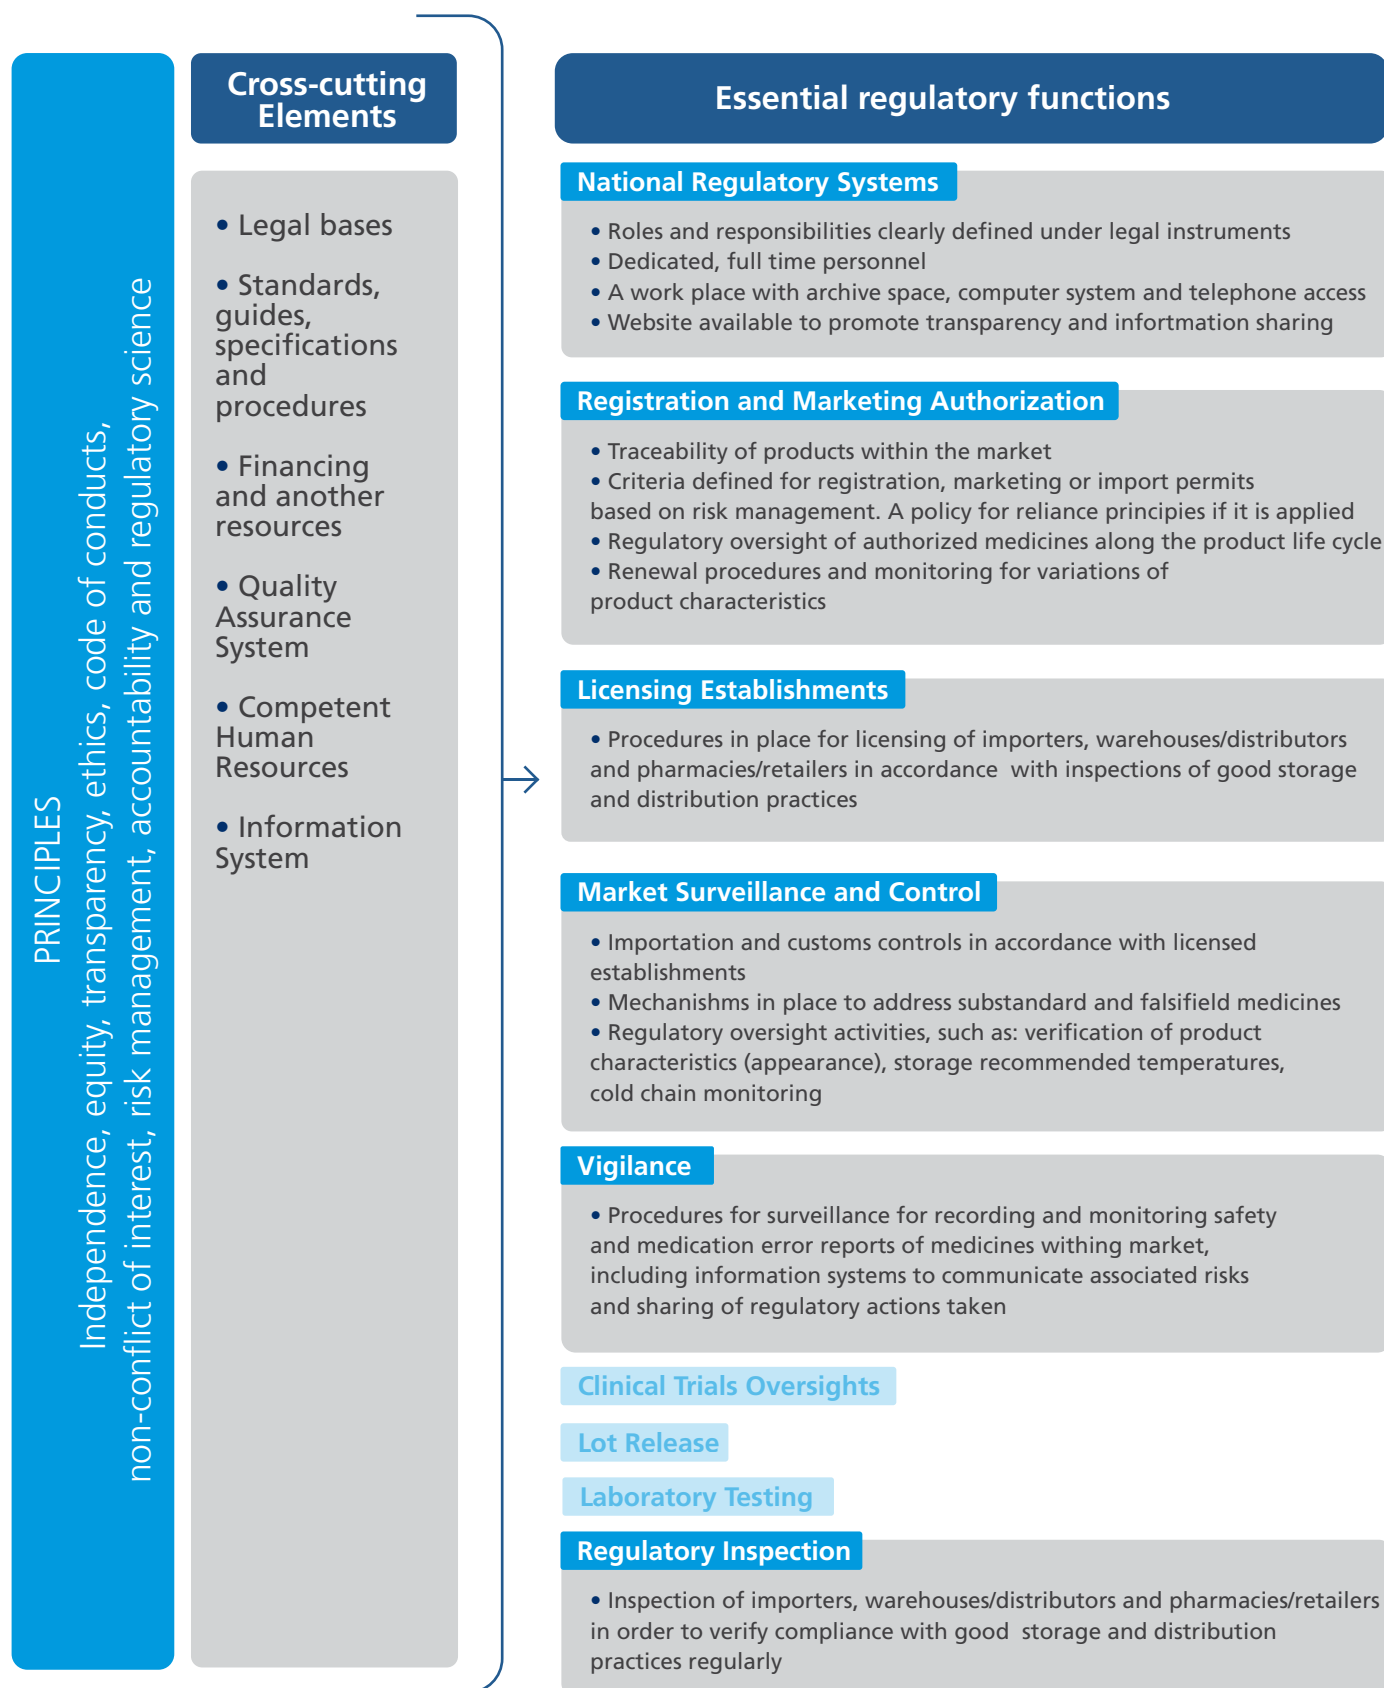 PRINCIPLES
Independence, equity, transparency, ethics, code of conducts,
non-conflict of interest, risk management, accountability and regulatory science
Cross-cutting
Elements
• Legal bases
• Standards,
guides,
specifications
and
procedures
• Financing
and another
resources
• Quality
Assurance
System
• Competent
Human
Resources
• Information
System
Essential regulatory functions
National Regulatory Systems
• Roles and responsibilities clearly defined under legal instruments
• Dedicated, full time personnel
• A work place with archive space, computer system and telephone access
• Website available to promote transparency and infortmation sharing
Registration and Marketing Authorization
• Traceability of products within the market
• Criteria defined for registration, marketing or import permits
based on risk management. A policy for reliance principies if it is applied
• Regulatory oversight of authorized medicines along the product life cycle
• Renewal procedures and monitoring for variations of
product characteristics
Licensing Establishments
• Procedures in place for licensing of importers, warehouses/distributors
and pharmacies/retailers in accordance with inspections of good storage
and distribution practices
Market Surveillance and Control
• Importation and customs controls in accordance with licensed
establishments
• Mechanishms in place to address substandard and falsifield medicines
• Regulatory oversight activities, such as: verification of product
characteristics (appearance), storage recommended temperatures,
cold chain monitoring
Vigilance
• Procedures for surveillance for recording and monitoring safety
and medication error reports of medicines withing market,
including information systems to communicate associated risks
and sharing of regulatory actions taken
Clinical Trials Oversights
Lot Release
Laboratory Testing
Regulatory Inspection
• Inspection of importers, warehouses/distributors and pharmacies/retailers
in order to verify compliance with good storage and distribution
practices regularly